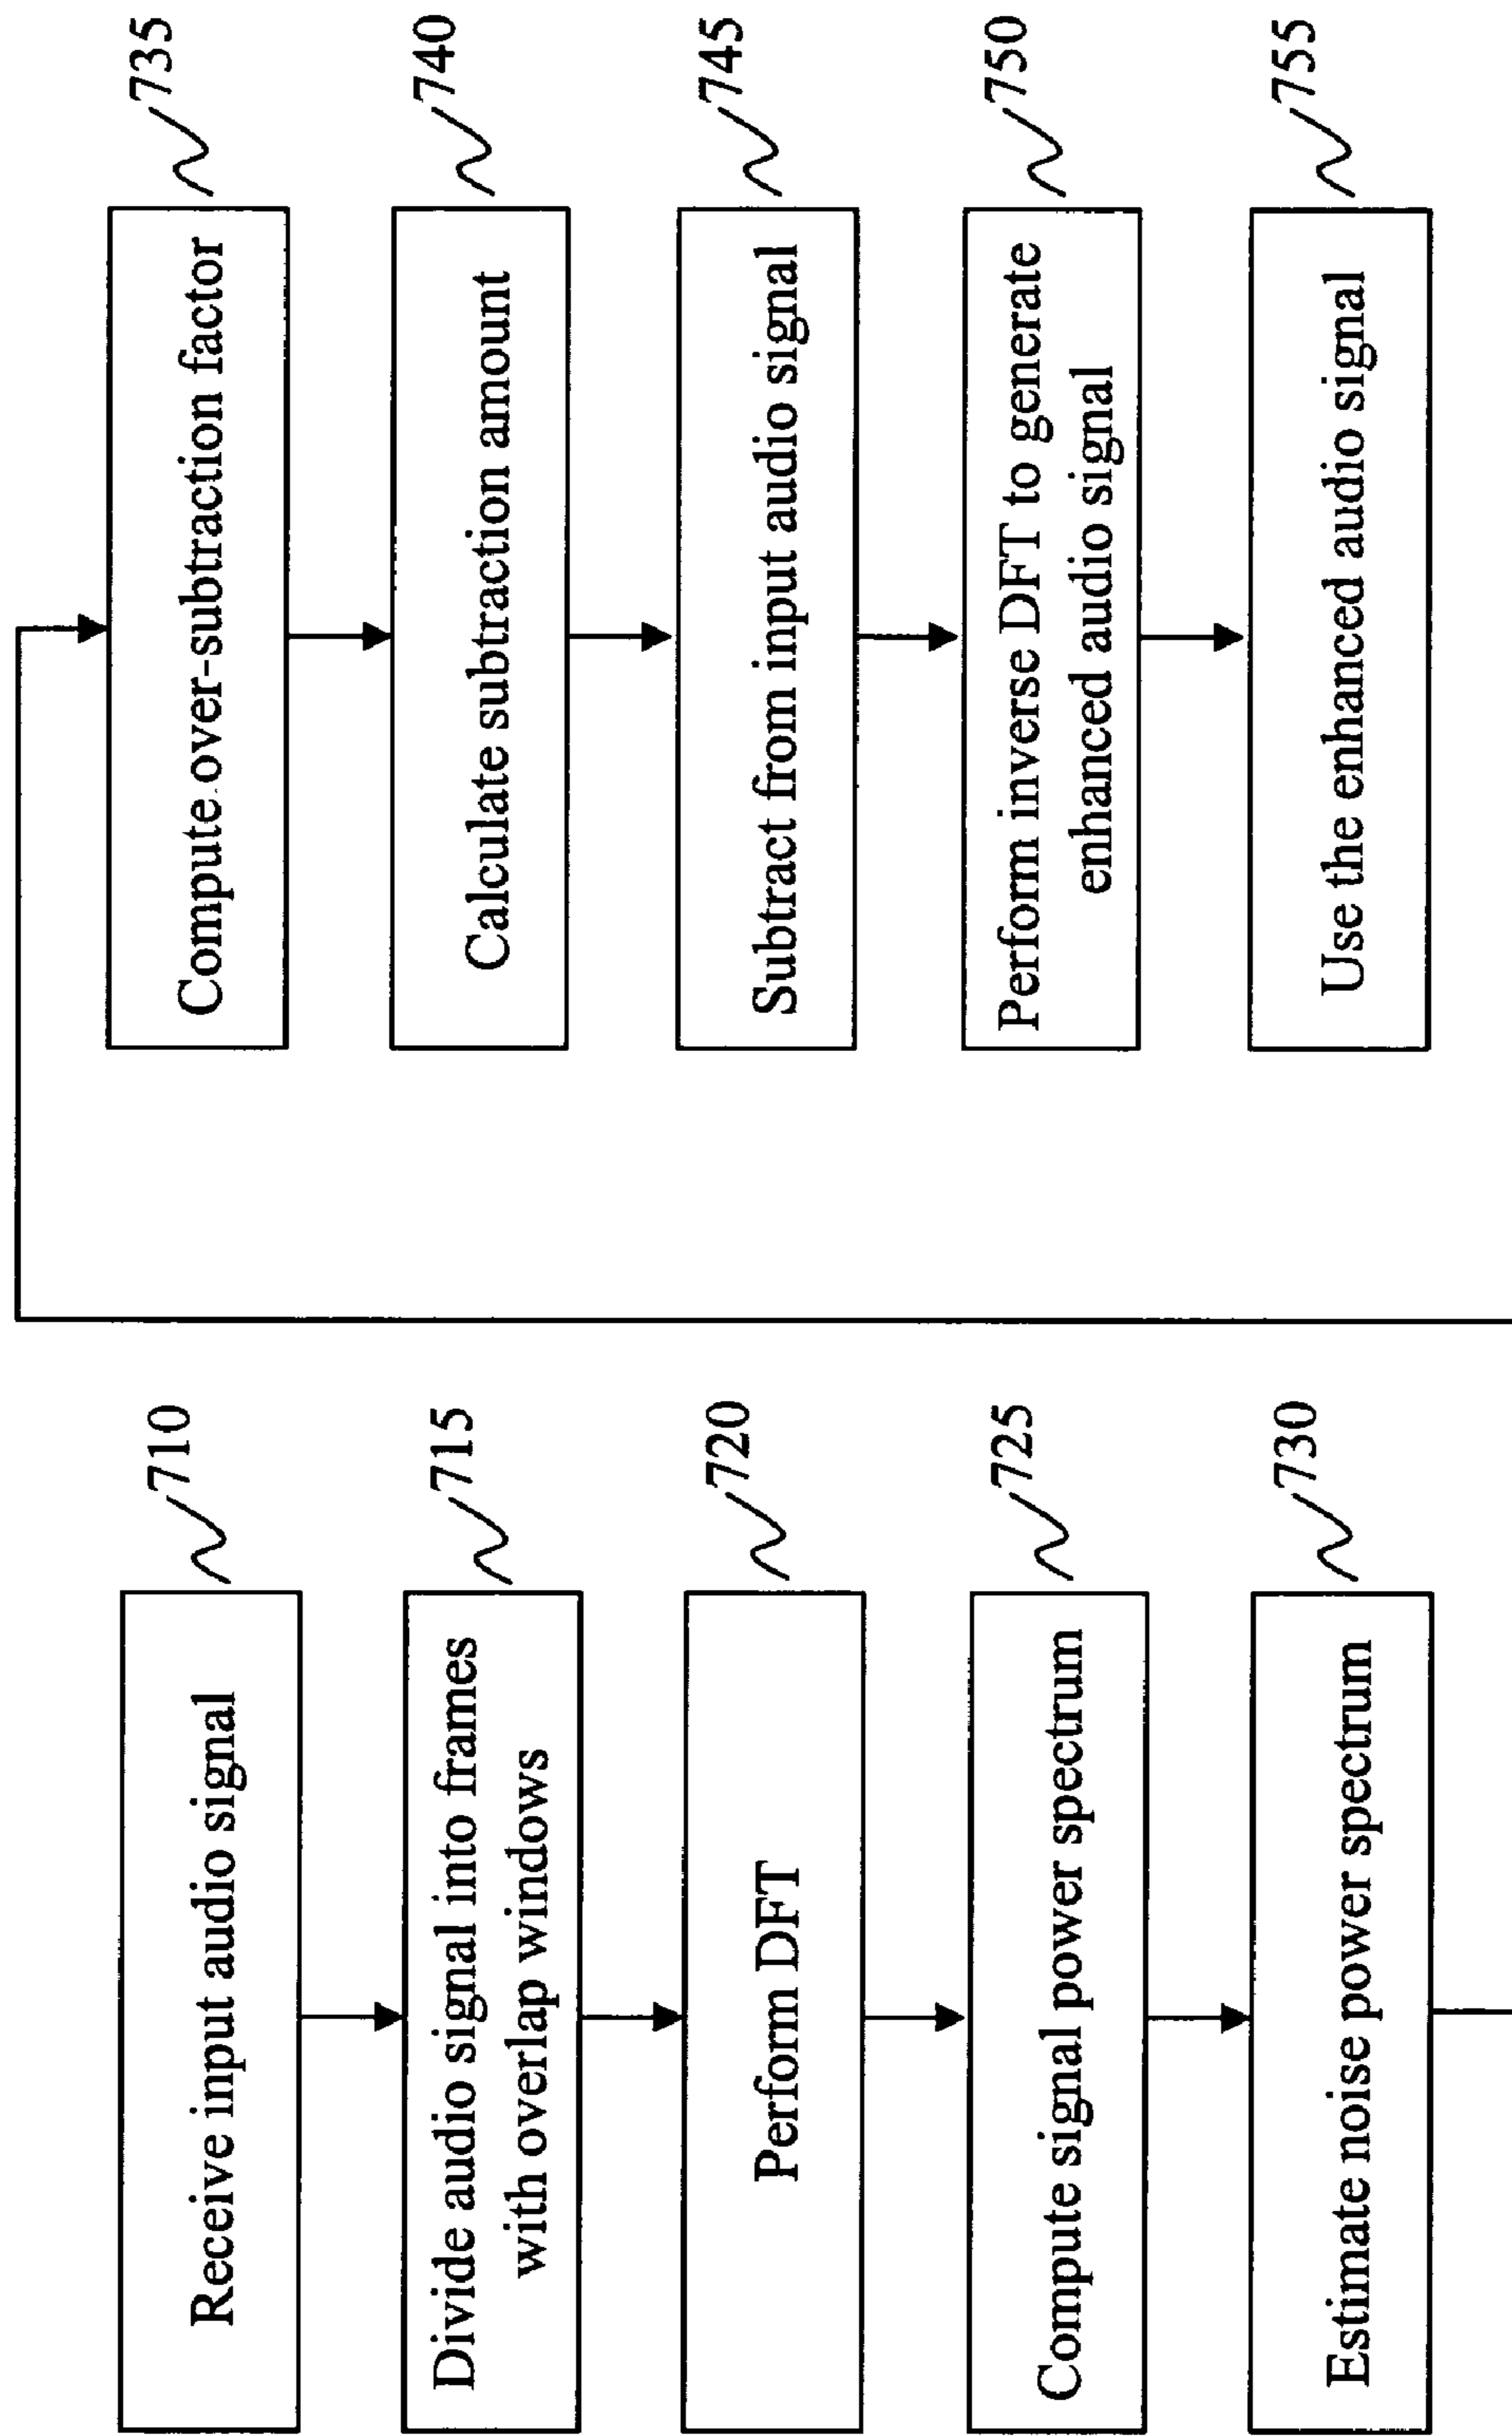 Receive input audio signal
710
Divide audio signal into frames
with overlap windows
715
Perform DFT
720
Compute signal power spectrum
725
Estimate noise power spectrum
730
Compute over-subtraction factor
735
Calculate subtraction amount
740
Subtract from input audio signal
745
Perform inverse DFT to generate
enhanced audio signal
750
Use the enhanced audio signal
755